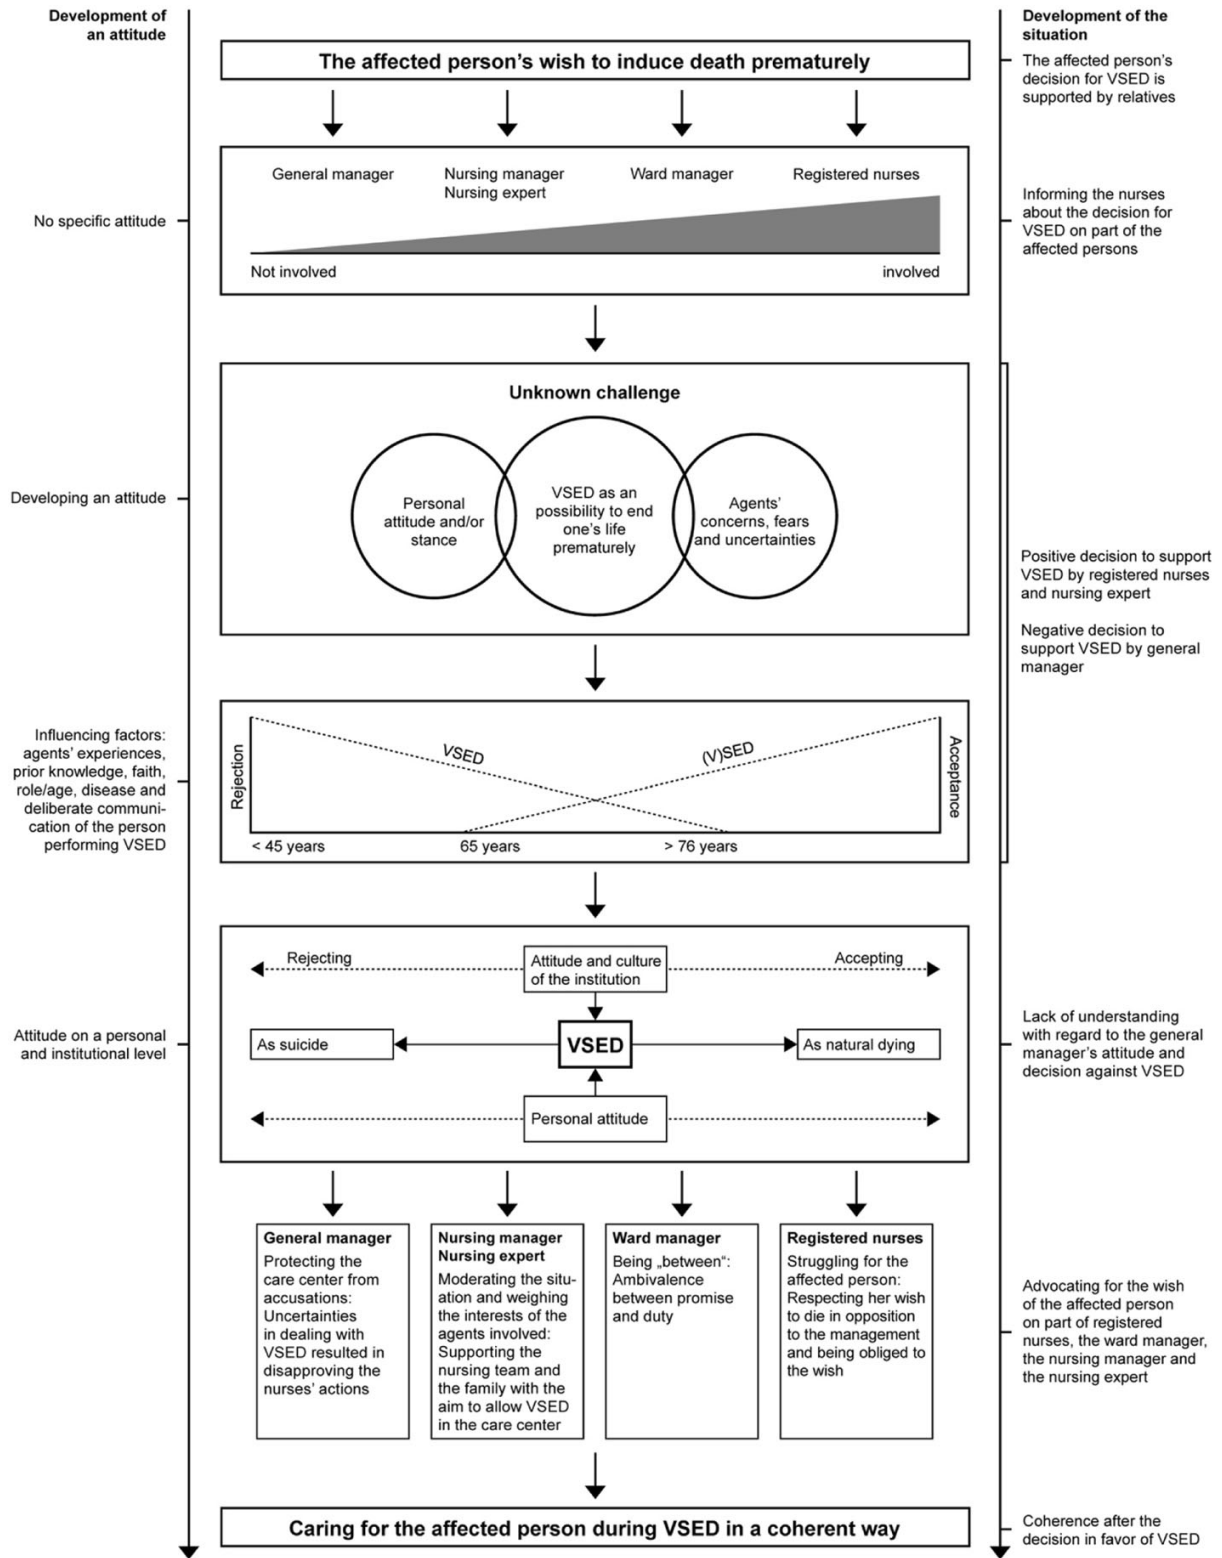 Development of
an attitude
Development of the
situation
The affected person's wish to induce death prematurely
The affected person's
decision for VSED is
supported by relatives
General manager
Nursing manager
Nursing expert
Ward manager
Registered nurses
No specific attitude
Informing the nurses
about the decision for
VSED on part of the
affected persons
Not involved
involved
Unknown challenge
Developing an attitude
Personal
attitude and/or
stance
VSED as an
possibility to end
one's life
prematurely
Agents'
concerns, fears
and uncertainties
Positive decision to support
VSED by registered nurses
and nursing expert
Negative decision to
support VSED by general
manager
Influencing factors:
agents' experiences,
prior knowledge, faith,
role/age, disease and
deliberate communi-
cation of the person
performing VSED
Rejection
VSED
(V)SED
Acceptance
< 45 years
65 years
> 76 years
Rejecting
Attitude and culture
of the institution
Accepting
Attitude on a personal
and institutional level
As suicide
VSED
As natural dying
Lack of understanding
with regard to the general
manager's attitude and
decision against VSED
Personal attitude
General manager
Protecting the
care center from
accusations:
Uncertainties
in dealing with
VSED resulted in
disapproving the
nurses' actions
Nursing manager
Nursing expert
Moderating the situ-
ation and weighing
the interests of the
agents involved:
Supporting the
nursing team and
the family with the
aim to allow VSED
in the care center
Ward manager
Being „between“:
Ambivalence
between promise
and duty
Registered nurses
Struggling for the
affected person:
Respecting her wish
to die in opposition
to the management
and being obliged to
the wish
Advocating for the wish
of the affected person
on part of registered
nurses, the ward manager,
the nursing manager and
the nursing expert
Caring for the affected person during VSED in a coherent way
Coherence after the
decision in favor of VSED